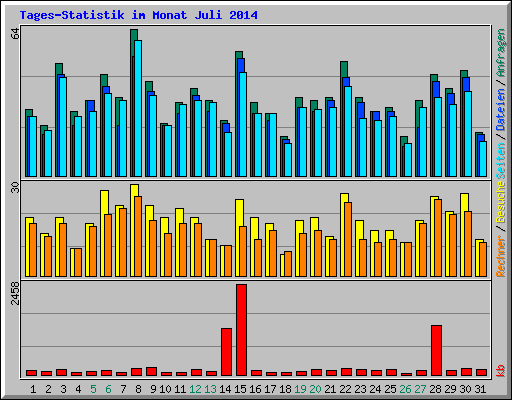 Tages-Statistik im Monat Juli 2014
64
30
2458
Rechner / Besuche Seiten / Dateien / Anfragen
kb
1 2 3 4 5 6 7 8 9 10 11 12 13 14 15 16 17 18 19 20 21 22 23 24 25 26 27 28 29 30 31